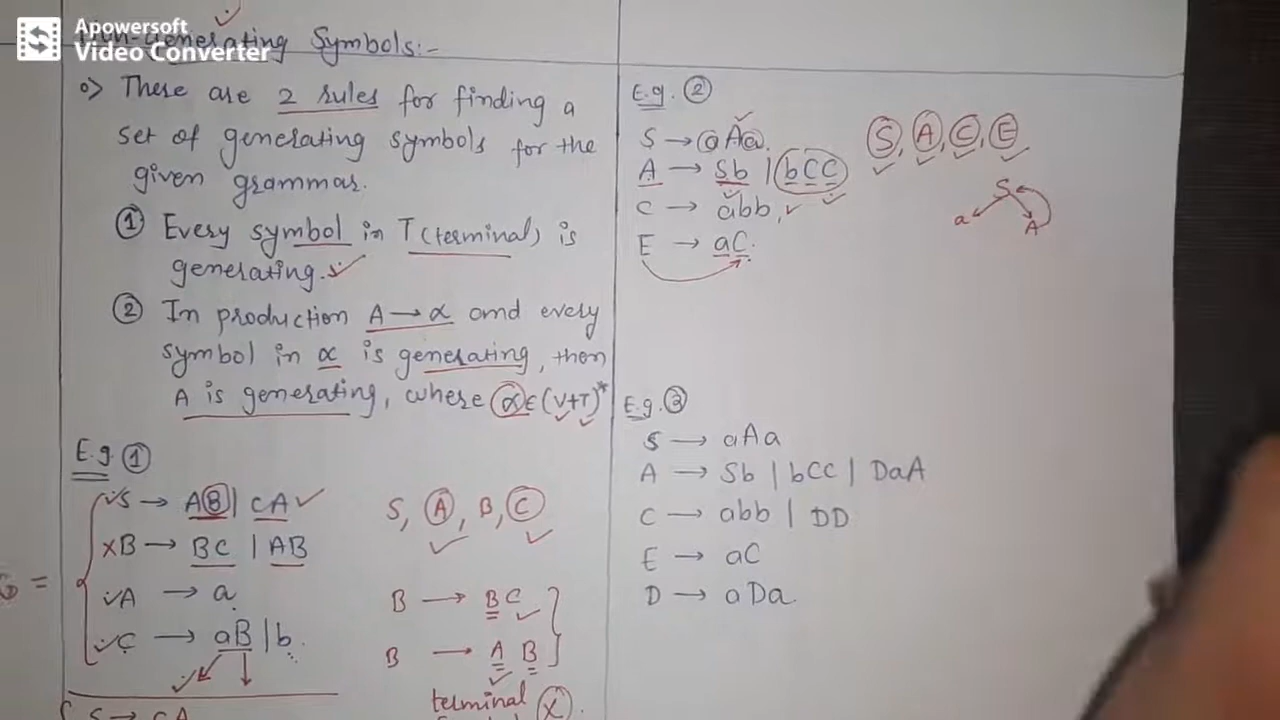 Apowersoft
Video Converter
Non-generating Symbols:-
o> There are 2 rules for finding a
set of generating symbols for the
given grammar.
① Every symbol in T(terminal) is
generating.
② In production A → α and every
symbol in α is generating, then
A is generating, where α ∈ (V+T)*
E.g ①
G =
S → AB | CA
B → BC | AB
A → a
C → aB | b.
S → CA
S, A, B, C
B → BC
B → A B
terminal
E.g. ②
S → aAa.
A → Sb | bCC
C → abb,
E → aC.
S, A, C, E
S
a
A
E.g. ③
S → aAa
A → Sb | bCC | DaA
C → abb | DD
E → aC
D → aDa.